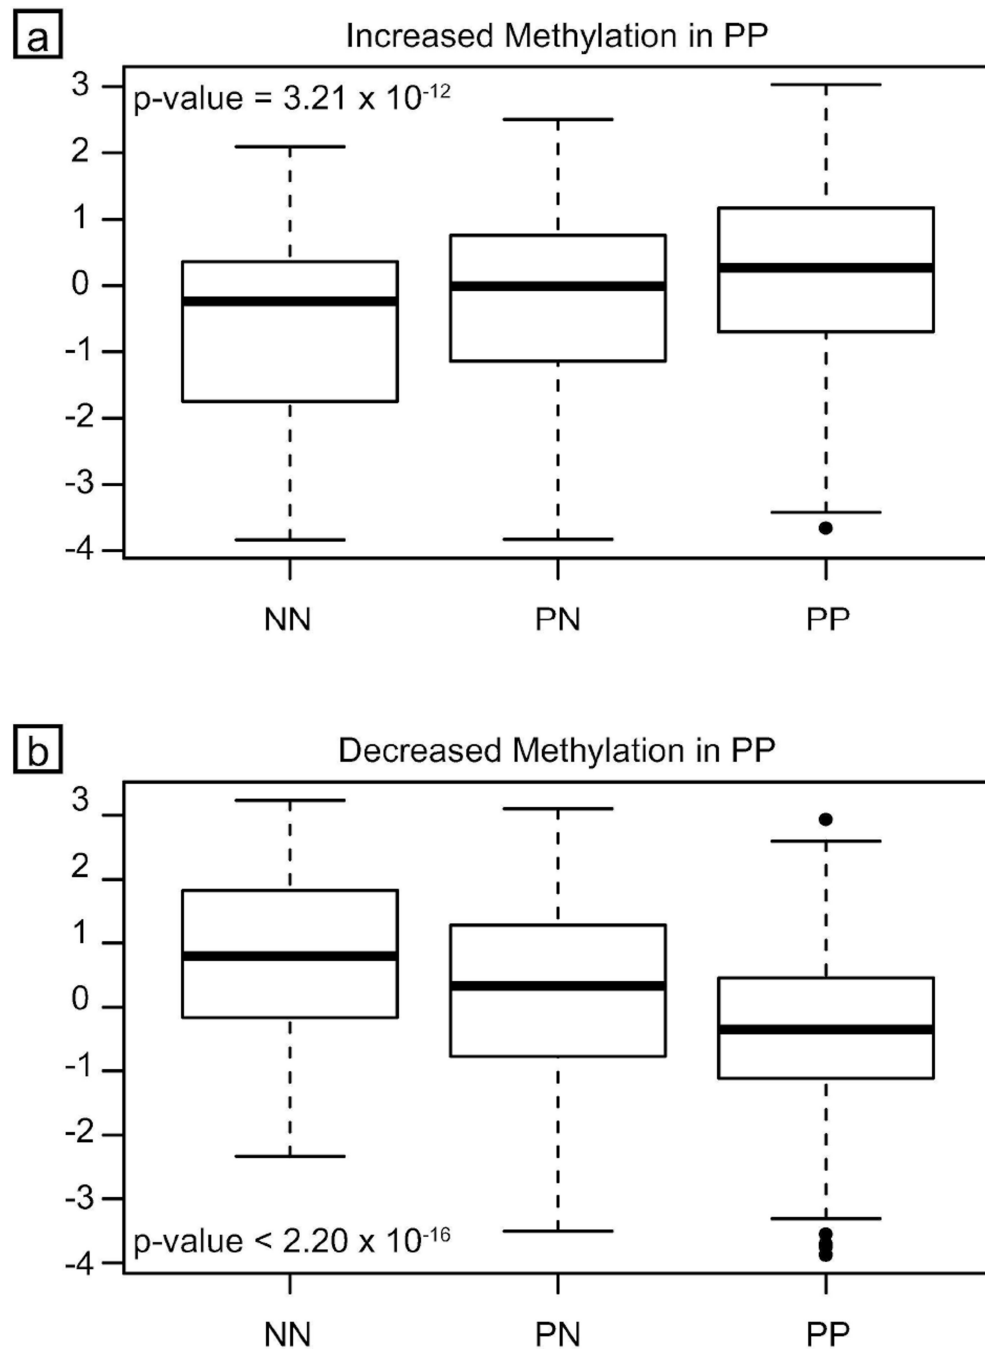 a
Increased Methylation in PP
p-value = 3.21 x 10^-12
3
2
1
0
-1
-2
-3
-4
NN PN PP
b
Decreased Methylation in PP
3
2
1
0
-1
-2
-3
-4
p-value < 2.20 x 10^-16
NN PN PP